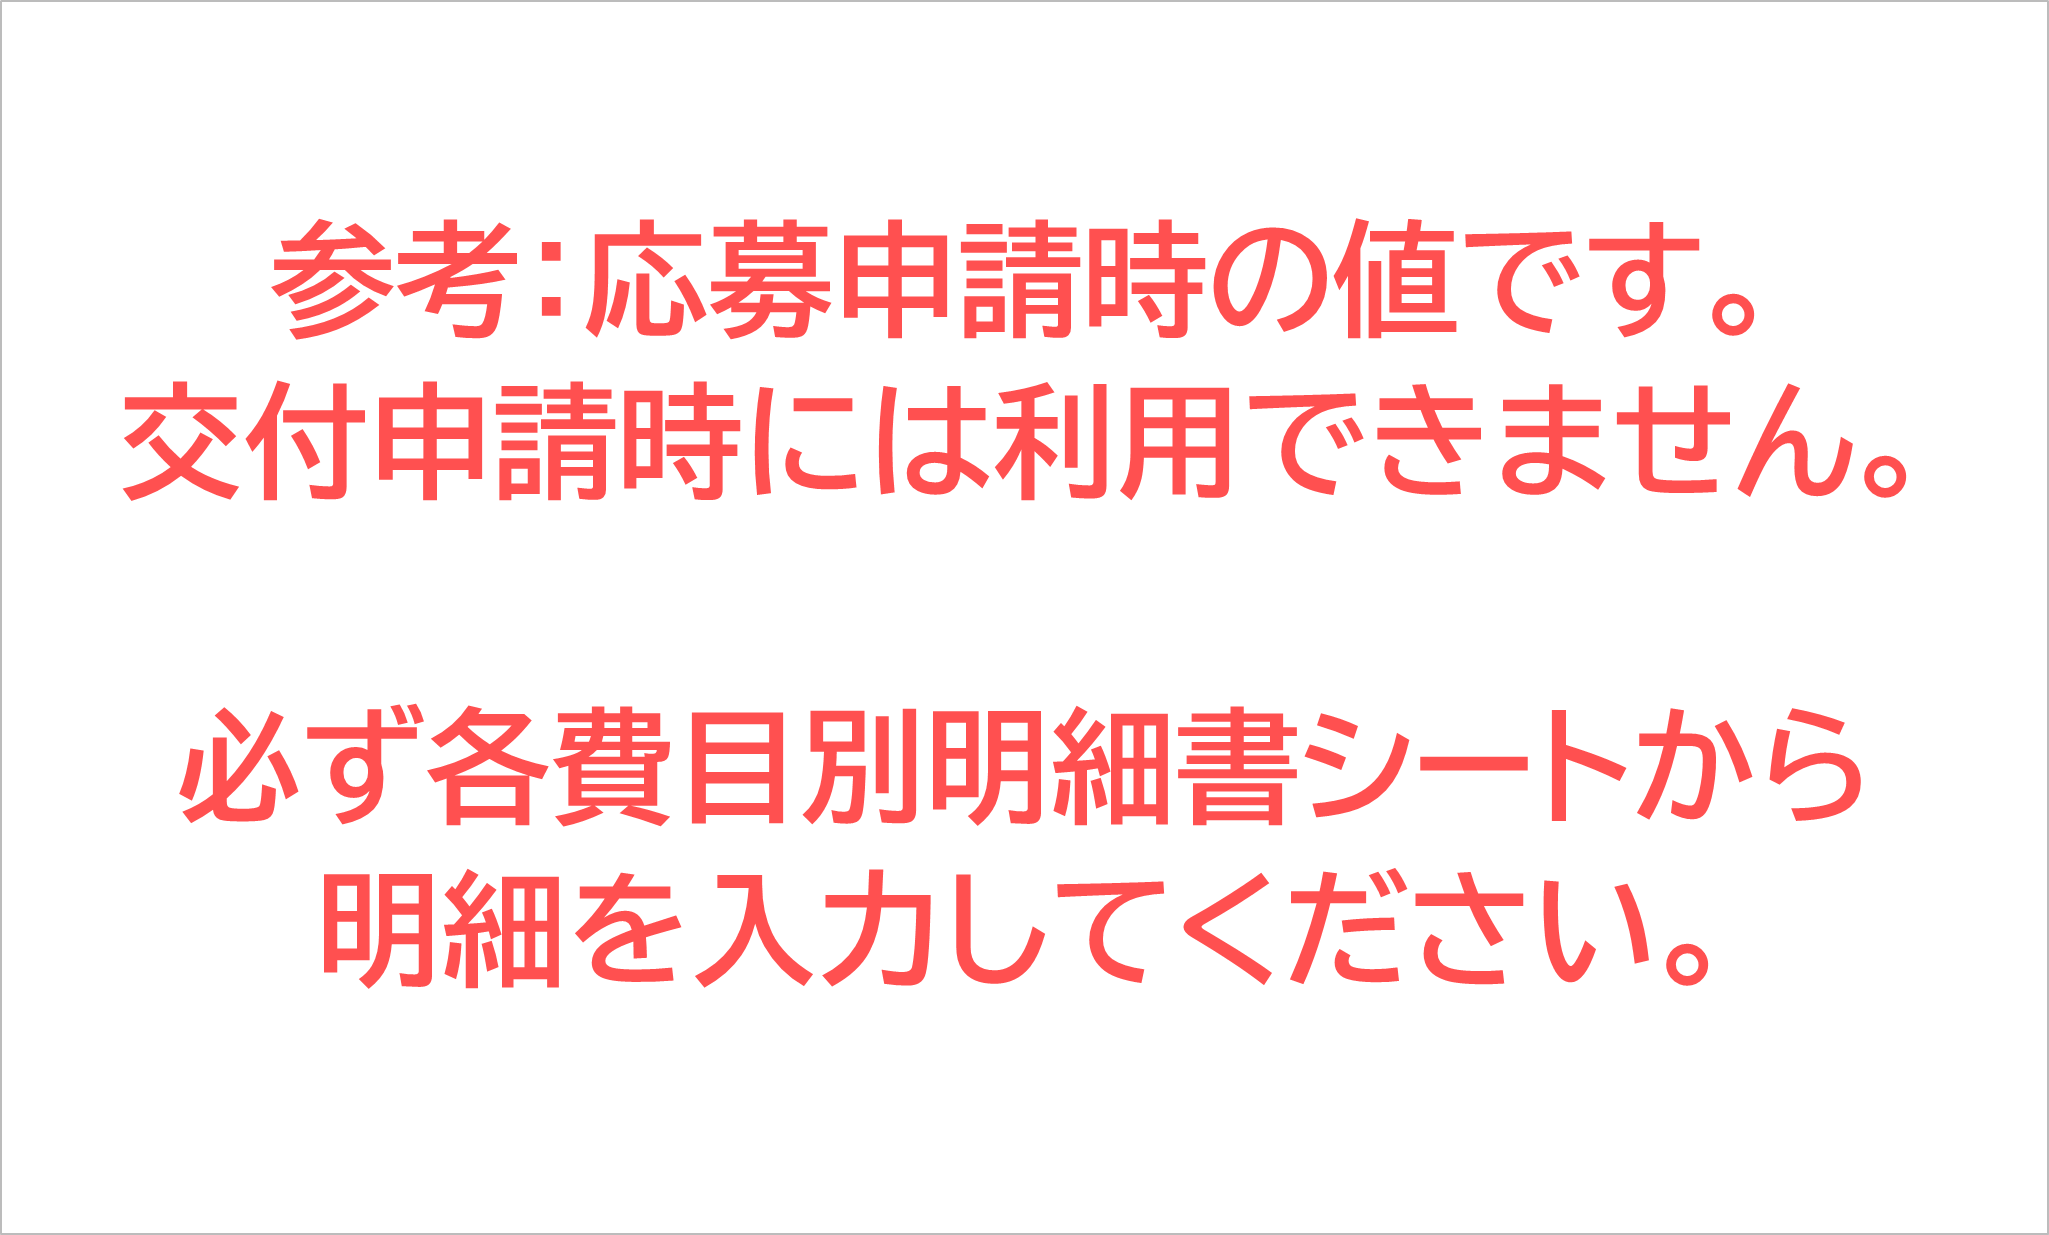 参考：応募申請時の値です。
交付申請時には利用できません。
必ず各費目別明細書シートから
明細を入力してください。